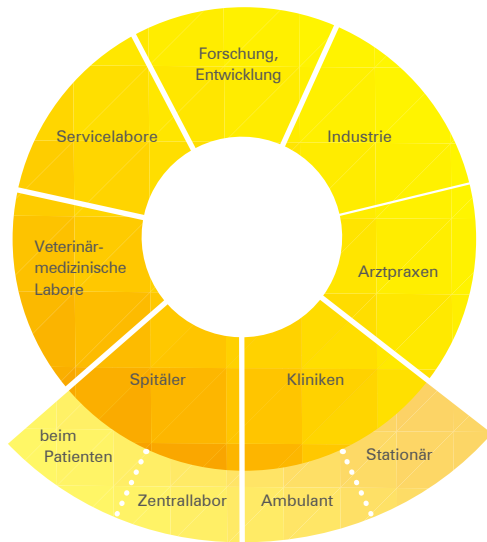 Forschung,
Entwicklung
Servicelabore
Industrie
Veterinär-
medizinische
Labore
Arztpraxen
Spitäler
Kliniken
beim
Patienten
Stationär
Zentrallabor
Ambulant